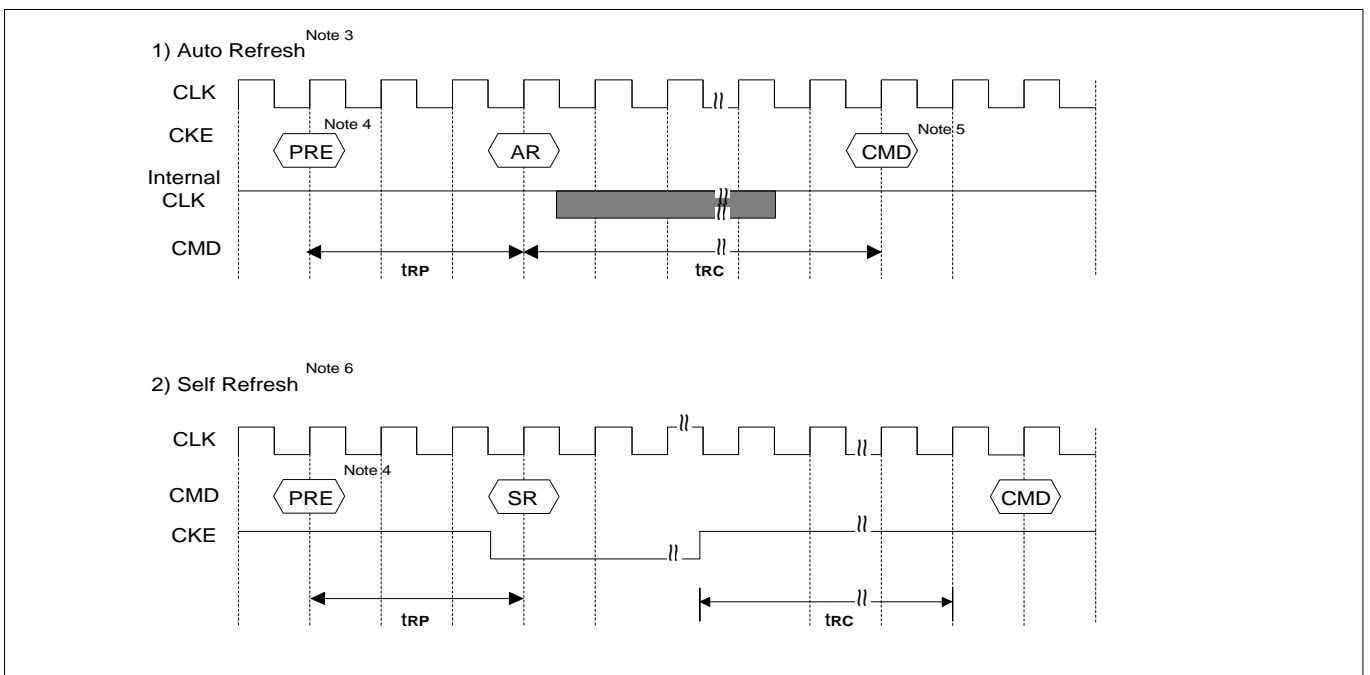 1) Auto Refresh Note 3
CLK
CKE
Note 4
Note 5
PRE
AR
CMD
Internal
CLK
CMD
tRP
tRC
2) Self Refresh Note 6
CLK
Note 4
CMD
PRE
SR
CMD
CKE
tRP
tRC